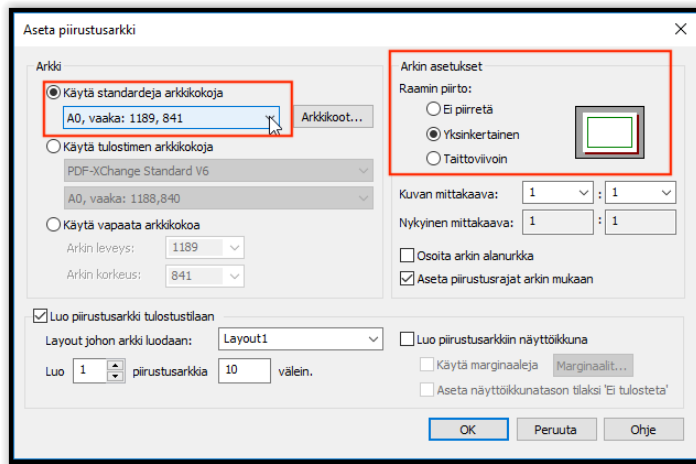 Aseta piirustusarkki
Arkki
Käytä standardeja arkkikokoja
A0, vaaka: 1189, 841
Arkkikoot...
Käytä tulostimen arkkikokoja
PDF-XChange Standard V6
A0, vaaka: 1188,840
Käytä vapaata arkkikokoa
Arkin leveys: 1189
Arkin korkeus: 841
Arkin asetukset
Raamin piirto:
Ei piirretä
Yksinkertainen
Taittoviivoin
Kuvan mittakaava: 1 : 1
Nykyinen mittakaava: 1 : 1
Osoita arkin alanurkka
Aseta piirustusrajat arkin mukaan
Luo piirustusarkki tulostustilaan
Layout johon arkki luodaan: Layout1
Luo 1 piirustusarkkia 10 välein.
Luo piirustusarkkiin näyttöikkuna
Käytä marginaaleja Marginaalit...
Aseta näyttöikkunatason tilaksi 'Ei tulosteta'
OK Peruuta Ohje